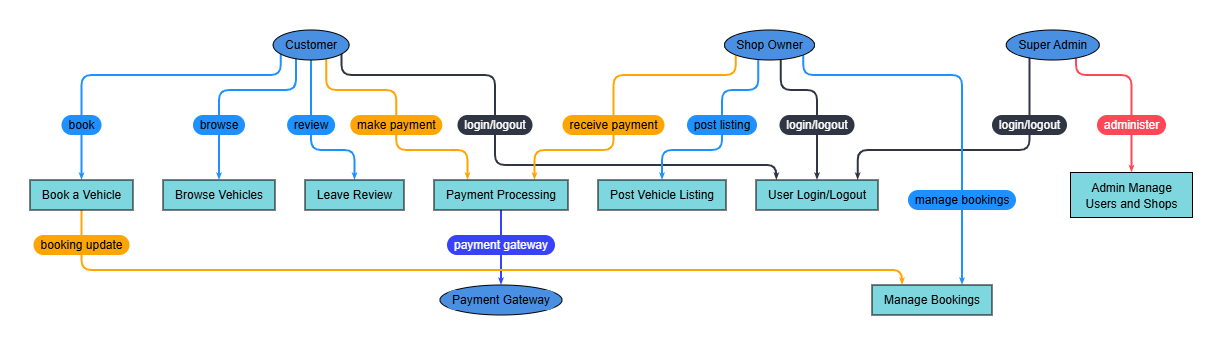 Customer
Shop Owner
Super Admin
book
browse
review
make payment
login/logout
receive payment
post listing
login/logout
login/logout
administer
Book a Vehicle
Browse Vehicles
Leave Review
Payment Processing
Post Vehicle Listing
User Login/Logout
manage bookings
Admin Manage
Users and Shops
booking update
payment gateway
Payment Gateway
Manage Bookings